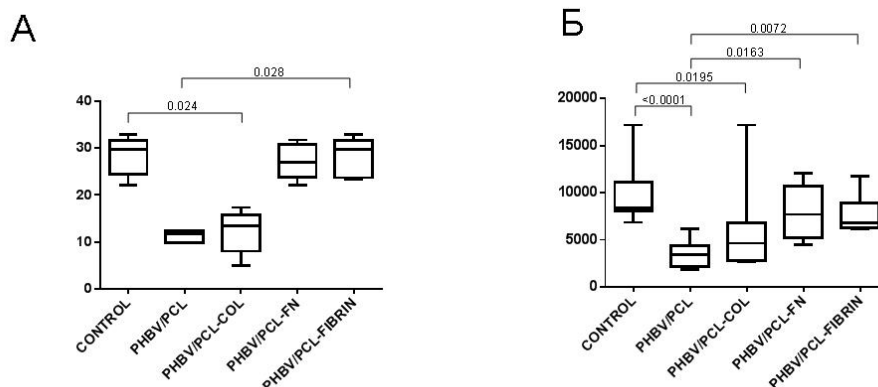 А
0.028
0.024
40
30
20
10
0
CONTROL
PHBV/PCL
PHBV/PCL-COL
PHBV/PCL-FN
PHBV/PCL-FIBRIN
Б
0.0072
0.0163
0.0195
<0.0001
20000
15000
10000
5000
0
CONTROL
PHBV/PCL
PHBV/PCL-COL
PHBV/PCL-FN
PHBV/PCL-FIBRIN